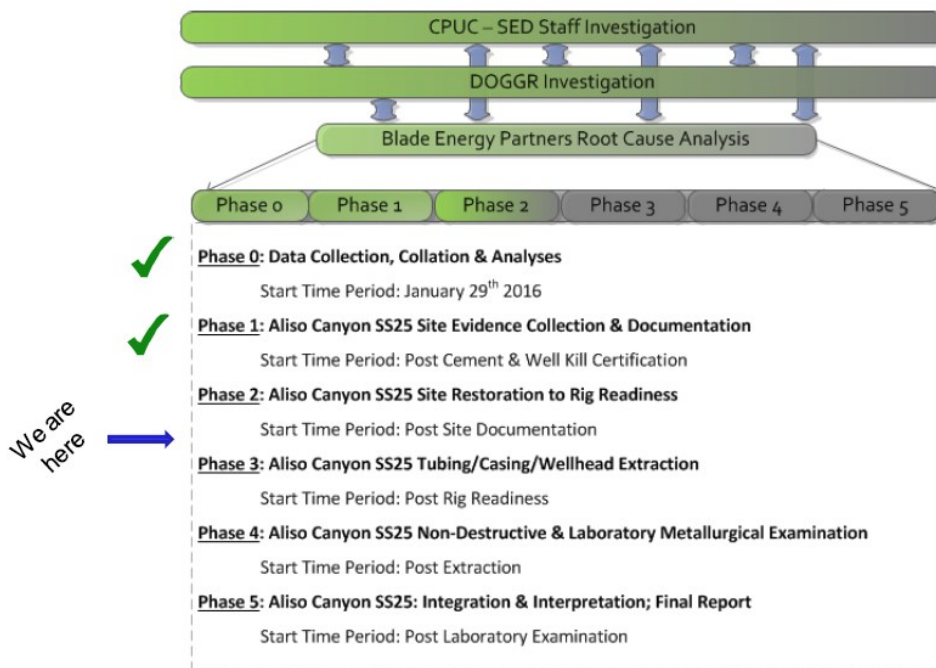 CPUC – SED Staff Investigation
DOGGR Investigation
Blade Energy Partners Root Cause Analysis
Phase 0 Phase 1 Phase 2 Phase 3 Phase 4 Phase 5
Phase 0: Data Collection, Collation & Analyses
Start Time Period: January 29th 2016
Phase 1: Aliso Canyon SS25 Site Evidence Collection & Documentation
Start Time Period: Post Cement & Well Kill Certification
Phase 2: Aliso Canyon SS25 Site Restoration to Rig Readiness
Start Time Period: Post Site Documentation
We are
here
Phase 3: Aliso Canyon SS25 Tubing/Casing/Wellhead Extraction
Start Time Period: Post Rig Readiness
Phase 4: Aliso Canyon SS25 Non-Destructive & Laboratory Metallurgical Examination
Start Time Period: Post Extraction
Phase 5: Aliso Canyon SS25: Integration & Interpretation; Final Report
Start Time Period: Post Laboratory Examination